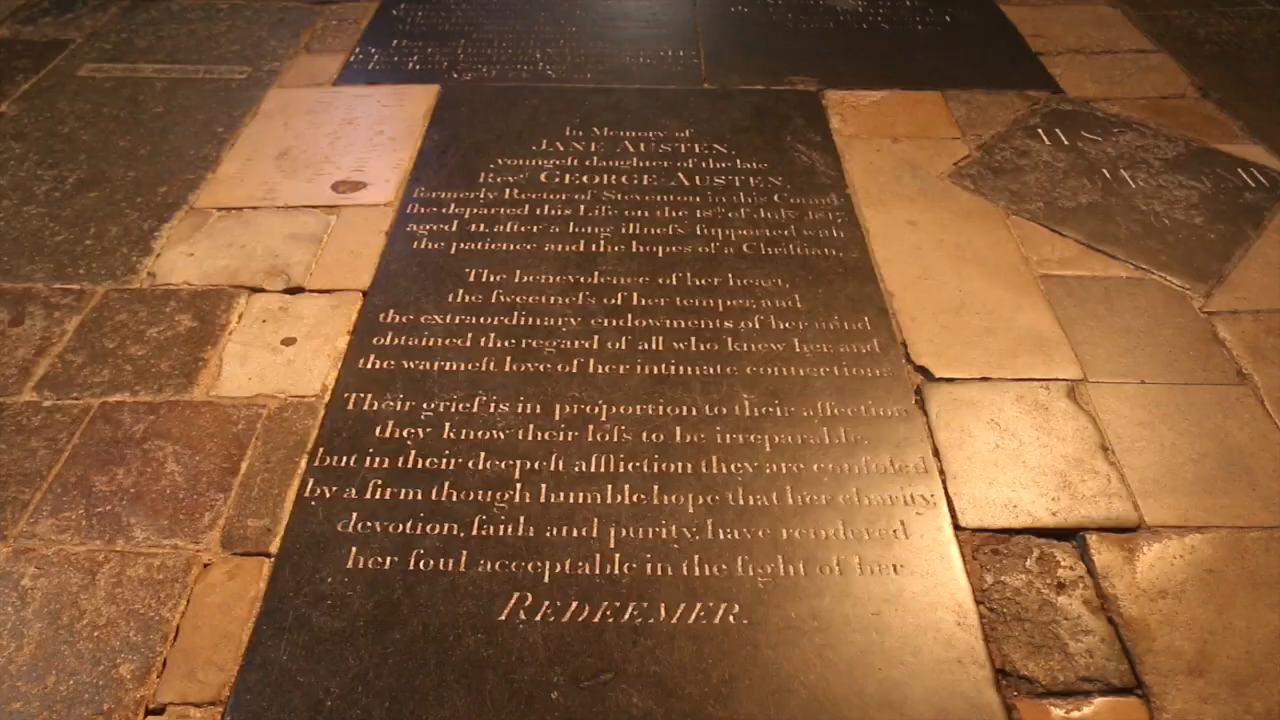 In Memory of
JANE AUSTEN,
youngeſt daughter of the late
Revd. GEORGE AUSTEN,
formerly Rector of Steventon in this County
ſhe departed this Life on the 18th of July 1817,
aged 41, after a long illneſs ſupported with
the patience and the hopes of a Chriſtian.
The benevolence of her heart,
the ſweetneſs of her temper, and
the extraordinary endowments of her mind
obtained the regard of all who knew her, and
the warmeſt love of her intimate connections.
Their grief is in proportion to their affection
they know their loſs to be irreparable,
but in their deepeſt affliction they are conſoled
by a firm though humble hope that her charity,
devotion, faith and purity, have rendered
her ſoul acceptable in the ſight of her
REDEEMER.